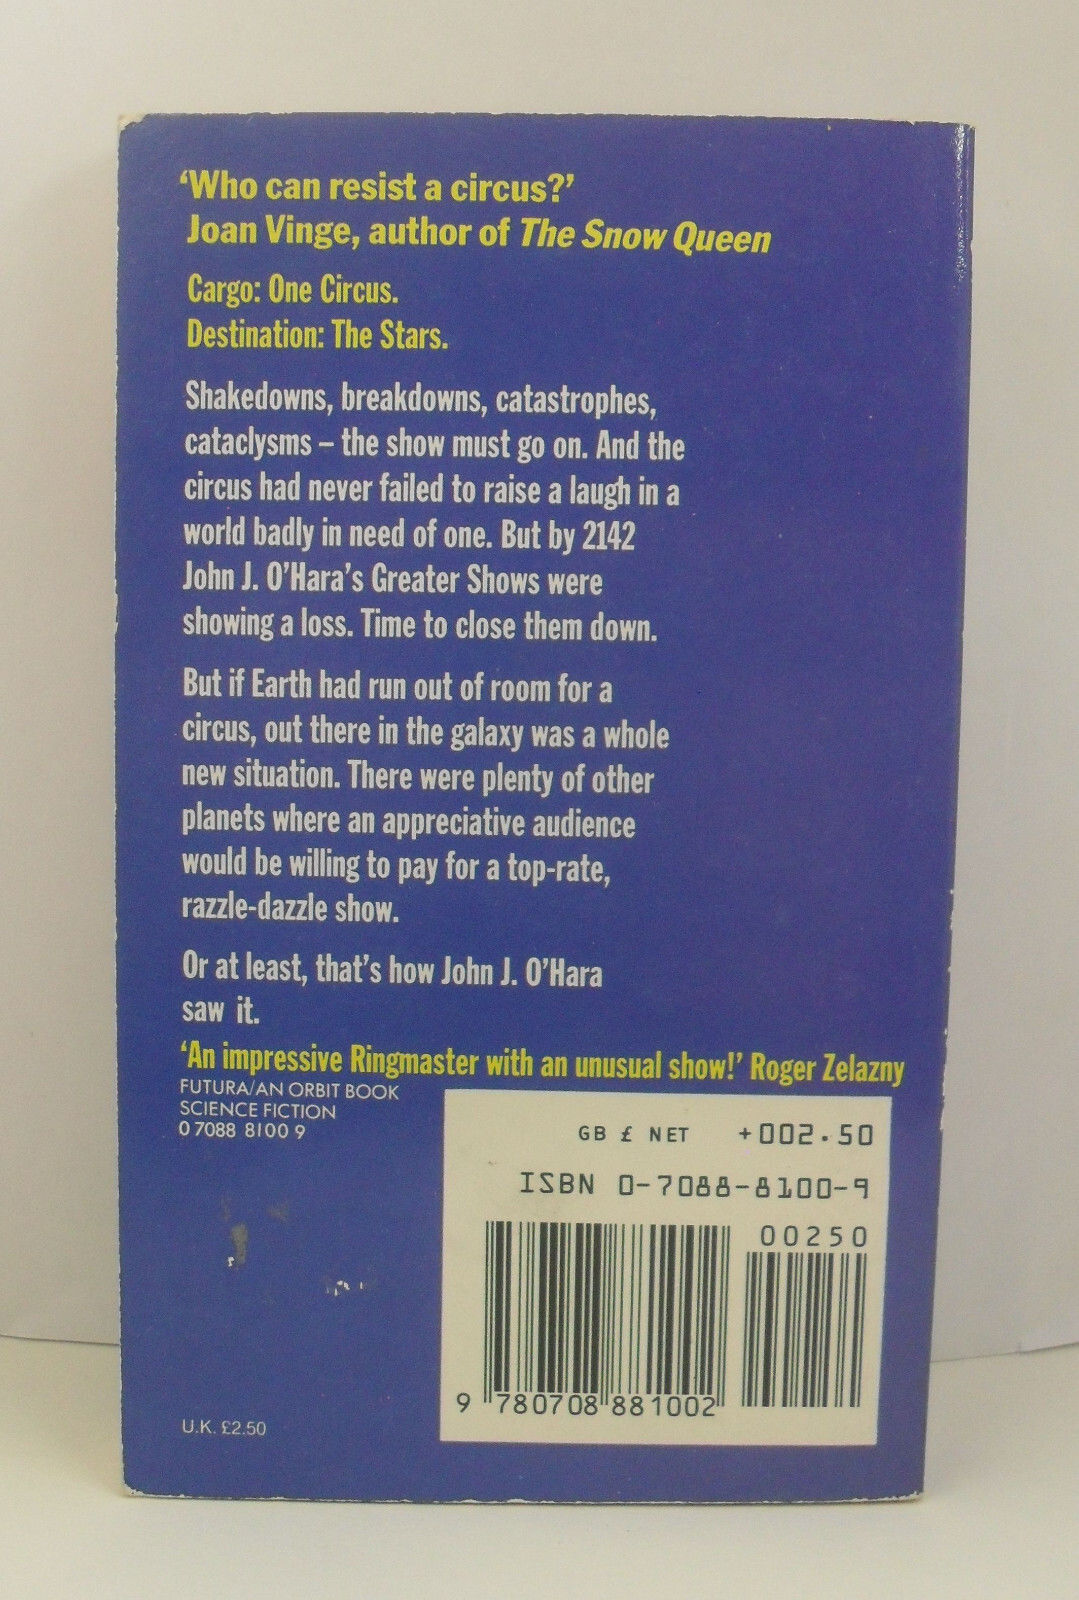 ‘Who can resist a circus?’
Joan Vinge, author of The Snow Queen
Cargo: One Circus.
Destination: The Stars.
Shakedowns, breakdowns, catastrophes,
cataclysms – the show must go on. And the
circus had never failed to raise a laugh in a
world badly in need of one. But by 2142
John J. O’Hara’s Greater Shows were
showing a loss. Time to close them down.
But if Earth had run out of room for a
circus, out there in the galaxy was a whole
new situation. There were plenty of other
planets where an appreciative audience
would be willing to pay for a top-rate,
razzle-dazzle show.
Or at least, that’s how John J. O’Hara
saw it.
‘An impressive Ringmaster with an unusual show!’ Roger Zelazny
FUTURA/AN ORBIT BOOK
SCIENCE FICTION
0 7088 8100 9
GB £ NET +002.50
ISBN 0-7088-8100-9
00250
9 780708 881002
U.K. £2.50